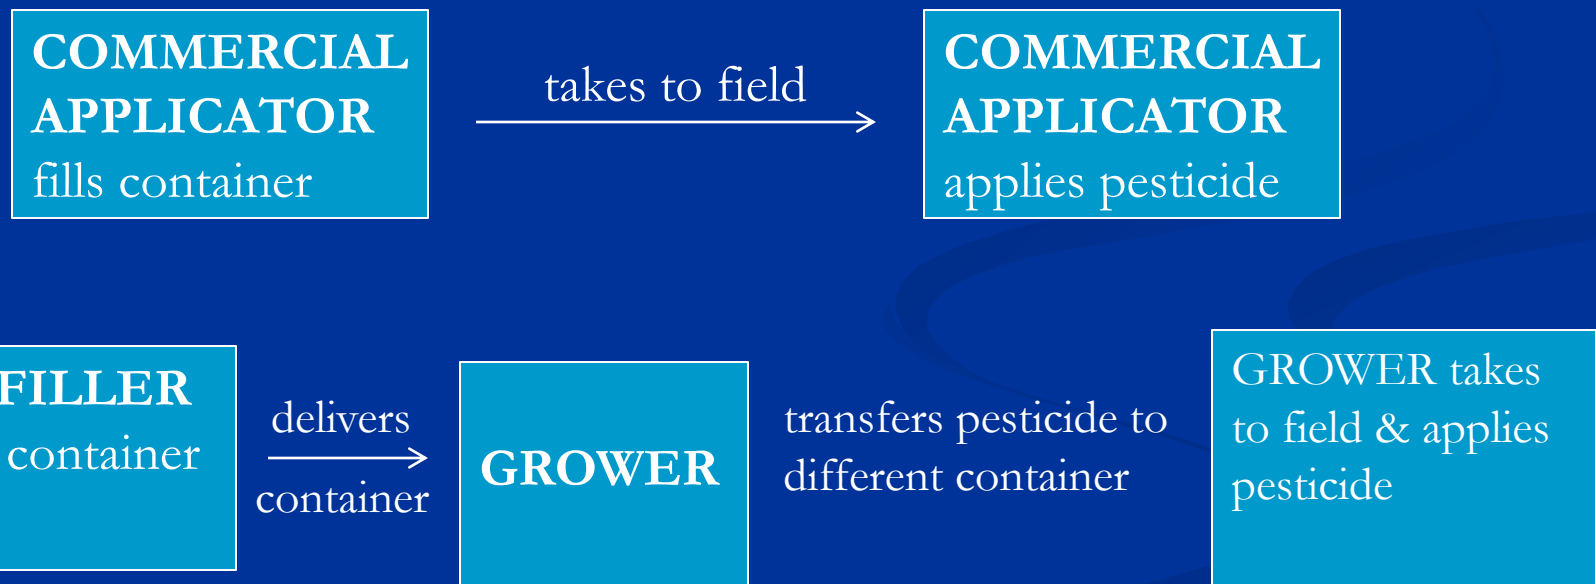 COMMERCIAL
APPLICATOR
fills container
takes to field
COMMERCIAL
APPLICATOR
applies pesticide
FILLER
container
delivers
container
GROWER
transfers pesticide to
different container
GROWER takes
to field & applies
pesticide